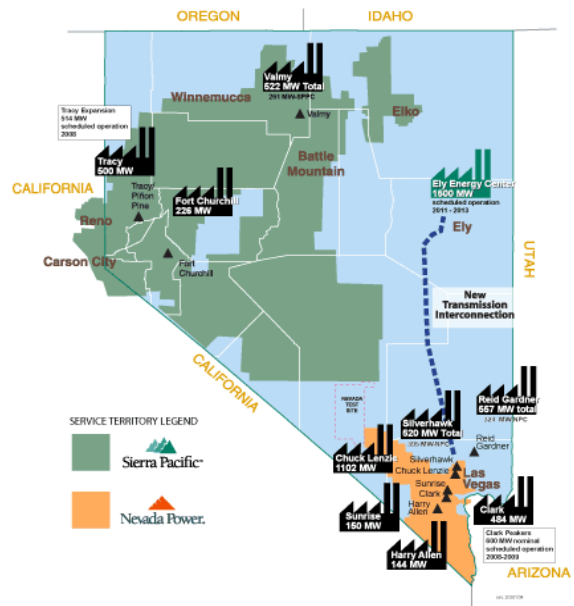 OREGON
IDAHO
Valmy
522 MW Total
261 MW-SPPC
Winnemucca
Valmy
Elko
Tracy Expansion
514 MW
scheduled operation
2008
Tracy
500 MW
Battle
Mountain
CALIFORNIA
Tracy/
Piñon
Pine
Fort Churchill
226 MW
Ely Energy Center
1600 MW
scheduled operation
2011 - 2013
Reno
Ely
Carson City
Fort
Churchill
UTAH
New
Transmission
Interconnection
CALIFORNIA
NEVADA
TEST
SITE
Reid Gardner
557 MW total
Silverhawk
520 MW Total
SERVICE TERRITORY LEGEND
Sierra Pacific™
Nevada Power.
Chuck Lenzie
1102 MW
Reid
Gardner
Silverhawk
Chuck Lenzie
Las
Vegas
Sunrise
Clark
Harry
Allen
Sunrise
150 MW
Clark
484 MW
Harry Allen
144 MW
Clark Peakers
600 MW nominal
scheduled operation
2008-2009
ARIZONA